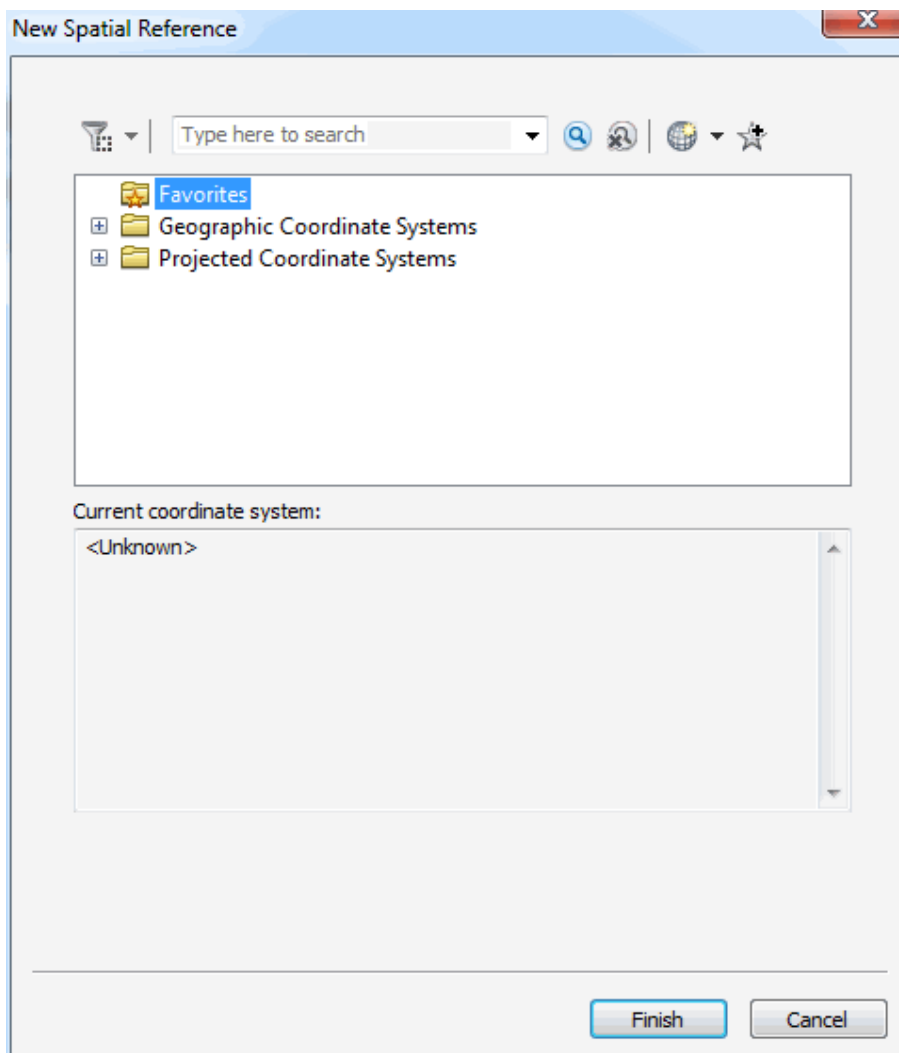 New Spatial Reference
Type here to search
Favorites
Geographic Coordinate Systems
Projected Coordinate Systems
Current coordinate system:
<Unknown>
Finish Cancel